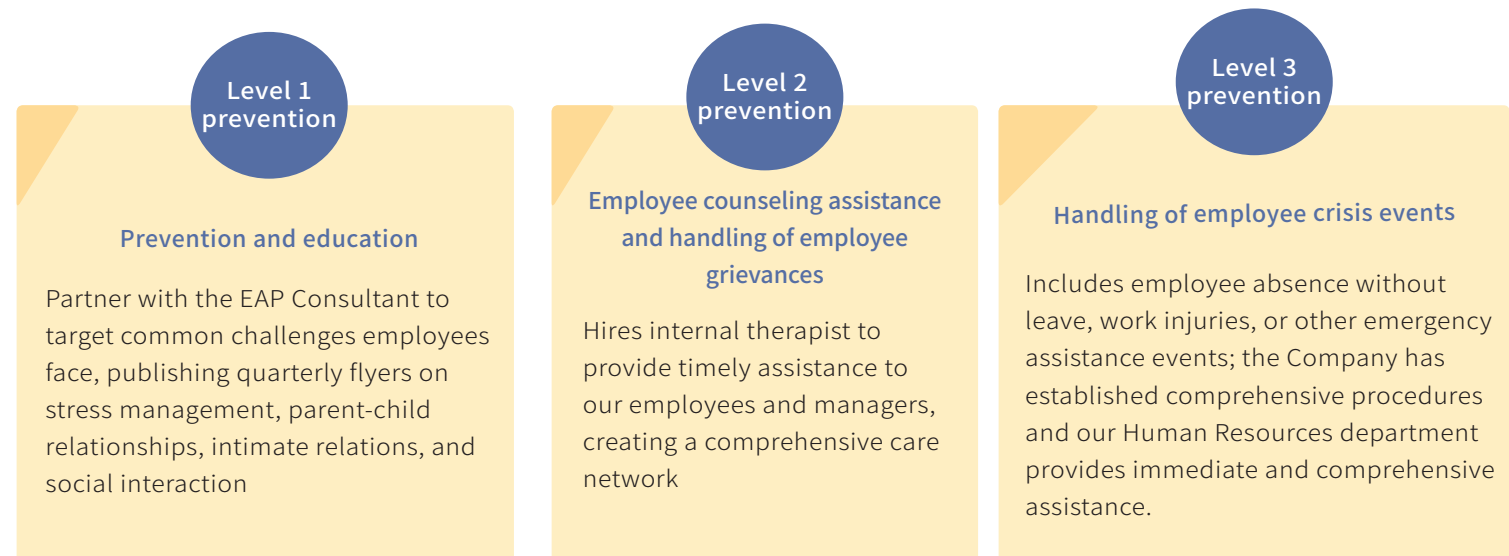 Level 1
prevention
Prevention and education
Partner with the EAP Consultant to
target common challenges employees
face, publishing quarterly flyers on
stress management, parent-child
relationships, intimate relations, and
social interaction
Level 2
prevention
Employee counseling assistance
and handling of employee
grievances
Hires internal therapist to
provide timely assistance to
our employees and managers,
creating a comprehensive care
network
Level 3
prevention
Handling of employee crisis events
Includes employee absence without
leave, work injuries, or other emergency
assistance events; the Company has
established comprehensive procedures
and our Human Resources department
provides immediate and comprehensive
assistance.